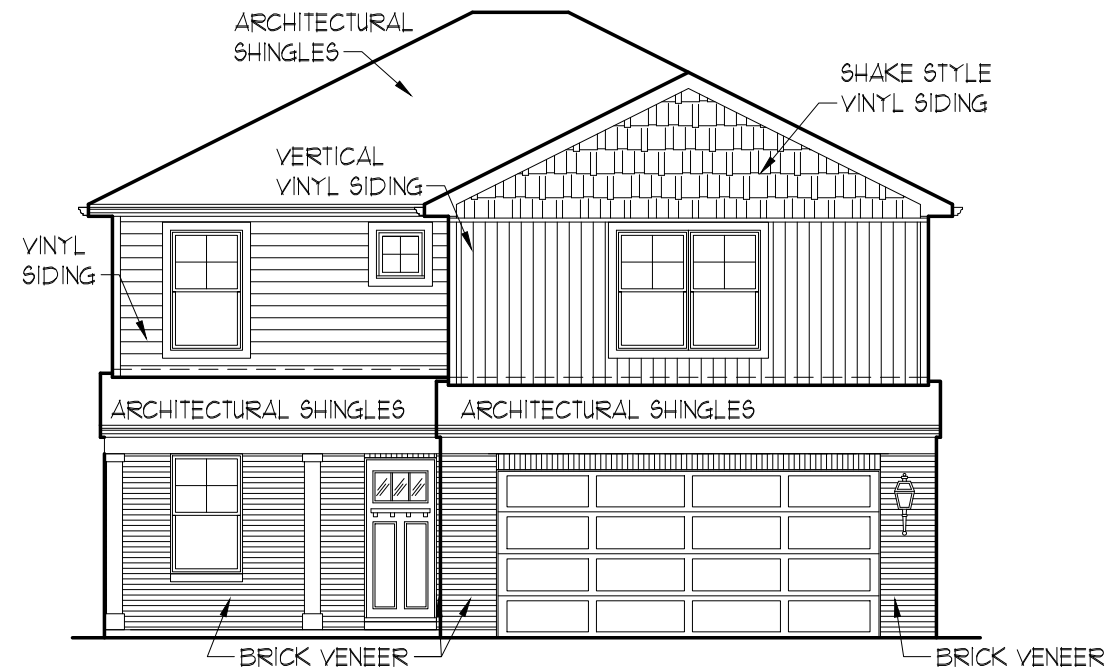 ARCHITECTURAL
SHINGLES
SHAKE STYLE
VINYL SIDING
VERTICAL
VINYL SIDING
VINYL
SIDING
ARCHITECTURAL SHINGLES
ARCHITECTURAL SHINGLES
BRICK VENEER
BRICK VENEER